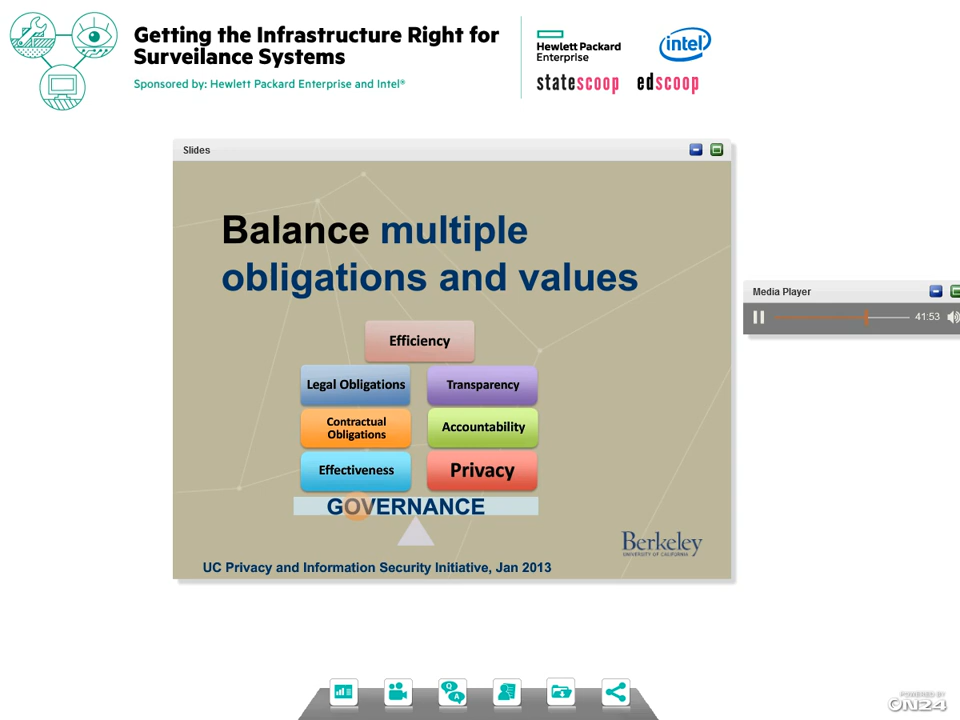 Getting the Infrastructure Right for
Surveilance Systems
Sponsored by: Hewlett Packard Enterprise and Intel®
Hewlett Packard
Enterprise
intel®
statescoop edscoop
Slides
Balance multiple
obligations and values
Efficiency
Legal Obligations
Transparency
Contractual
Obligations
Accountability
Effectiveness
Privacy
GOVERNANCE
Berkeley
UNIVERSITY OF CALIFORNIA
UC Privacy and Information Security Initiative, Jan 2013
Media Player
41:53
Q
A
POWERED BY
ON24